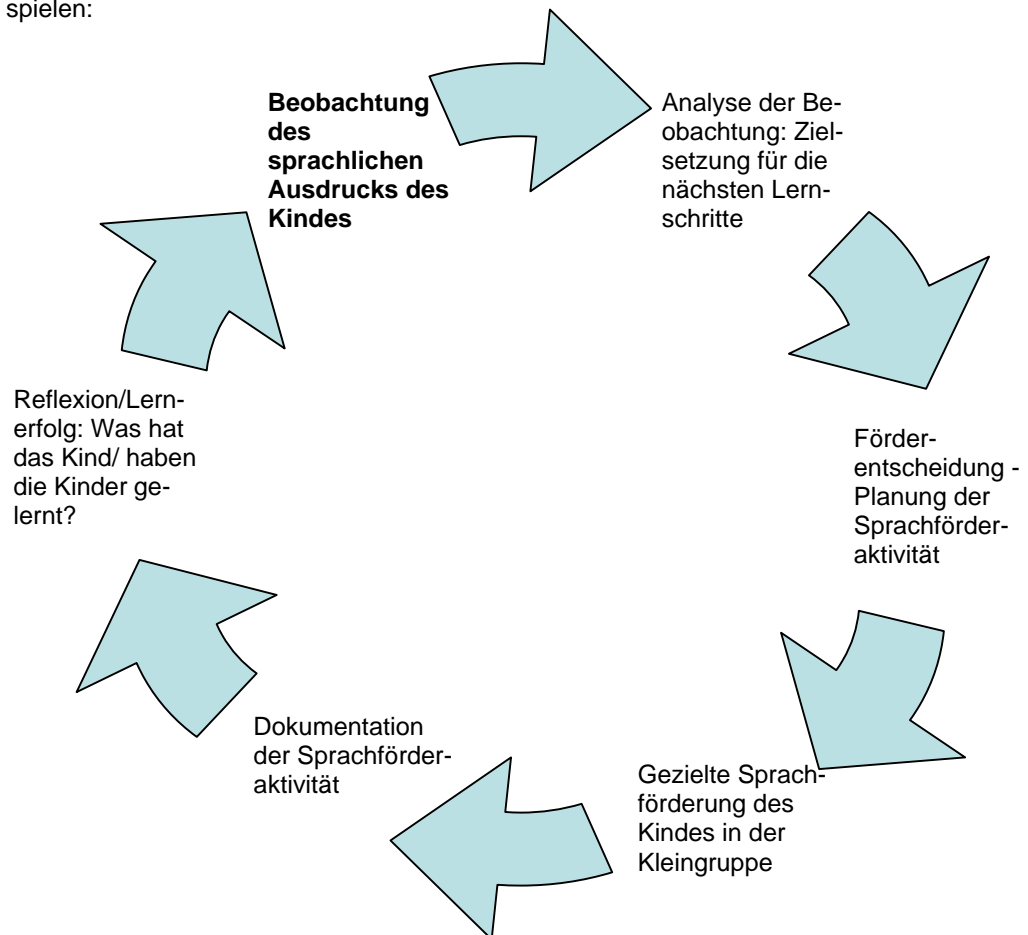 spielen:
Beobachtung
des
sprachlichen
Ausdrucks des
Kindes
Analyse der Be-
obachtung: Ziel-
setzung für die
nächsten Lern-
schritte
Förder-
entscheidung -
Planung der
Sprachförder-
aktivität
Gezielte Sprach-
förderung des
Kindes in der
Kleingruppe
Dokumentation
der Sprachförder-
aktivität
Reflexion/Lern-
erfolg: Was hat
das Kind/ haben
die Kinder ge-
lernt?